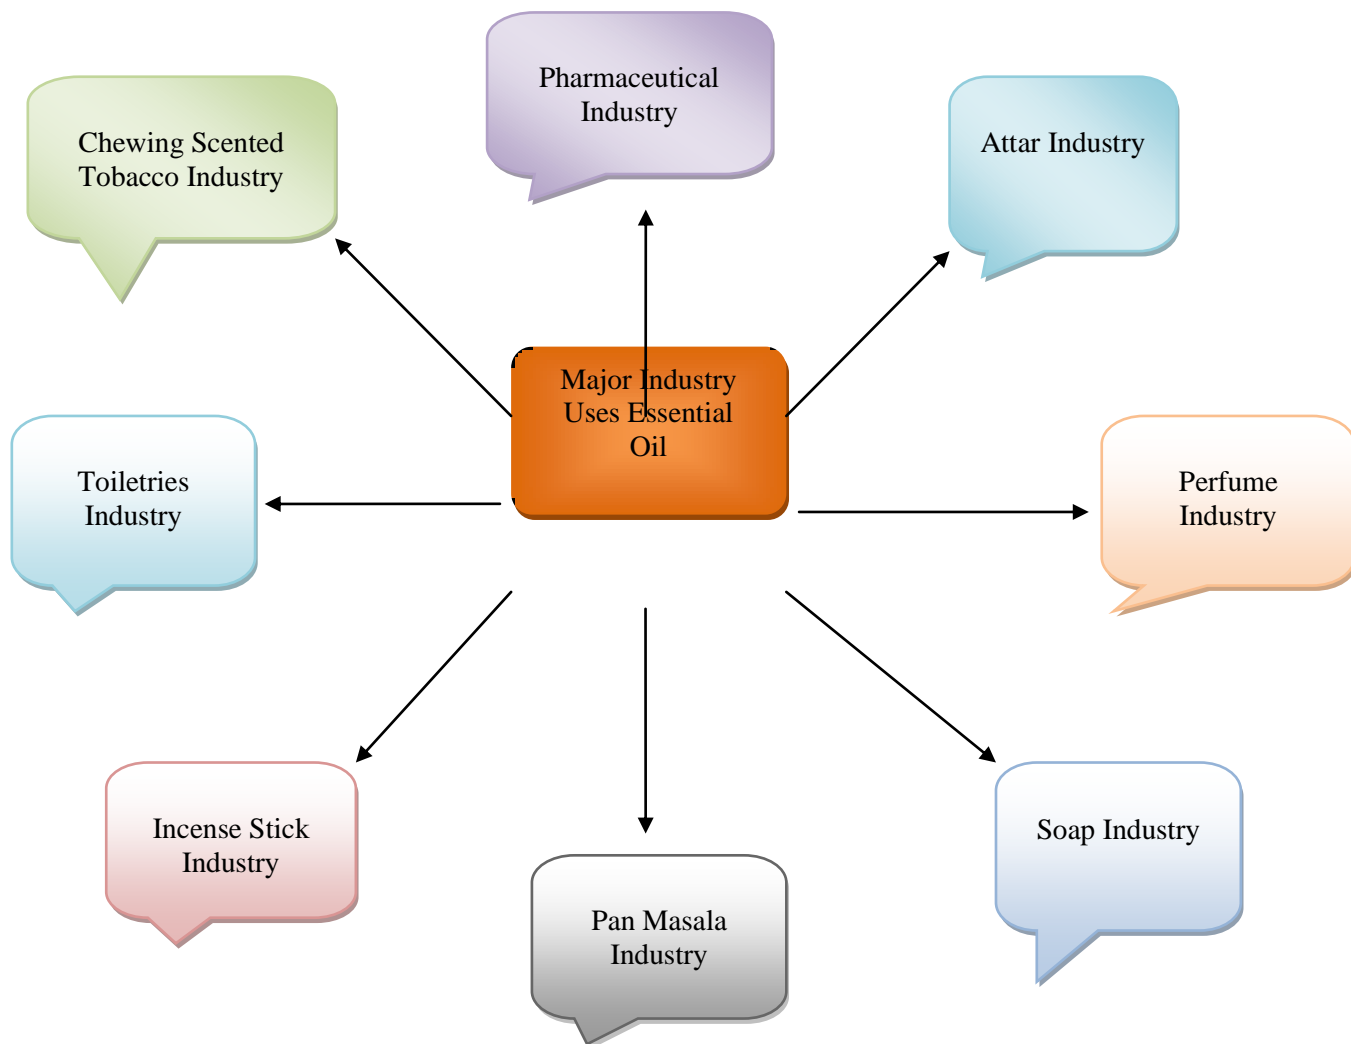 Pharmaceutical
Industry
Chewing Scented
Tobacco Industry
Attar Industry
Major Industry
Uses Essential
Oil
Toiletries
Industry
Perfume
Industry
Incense Stick
Industry
Soap Industry
Pan Masala
Industry